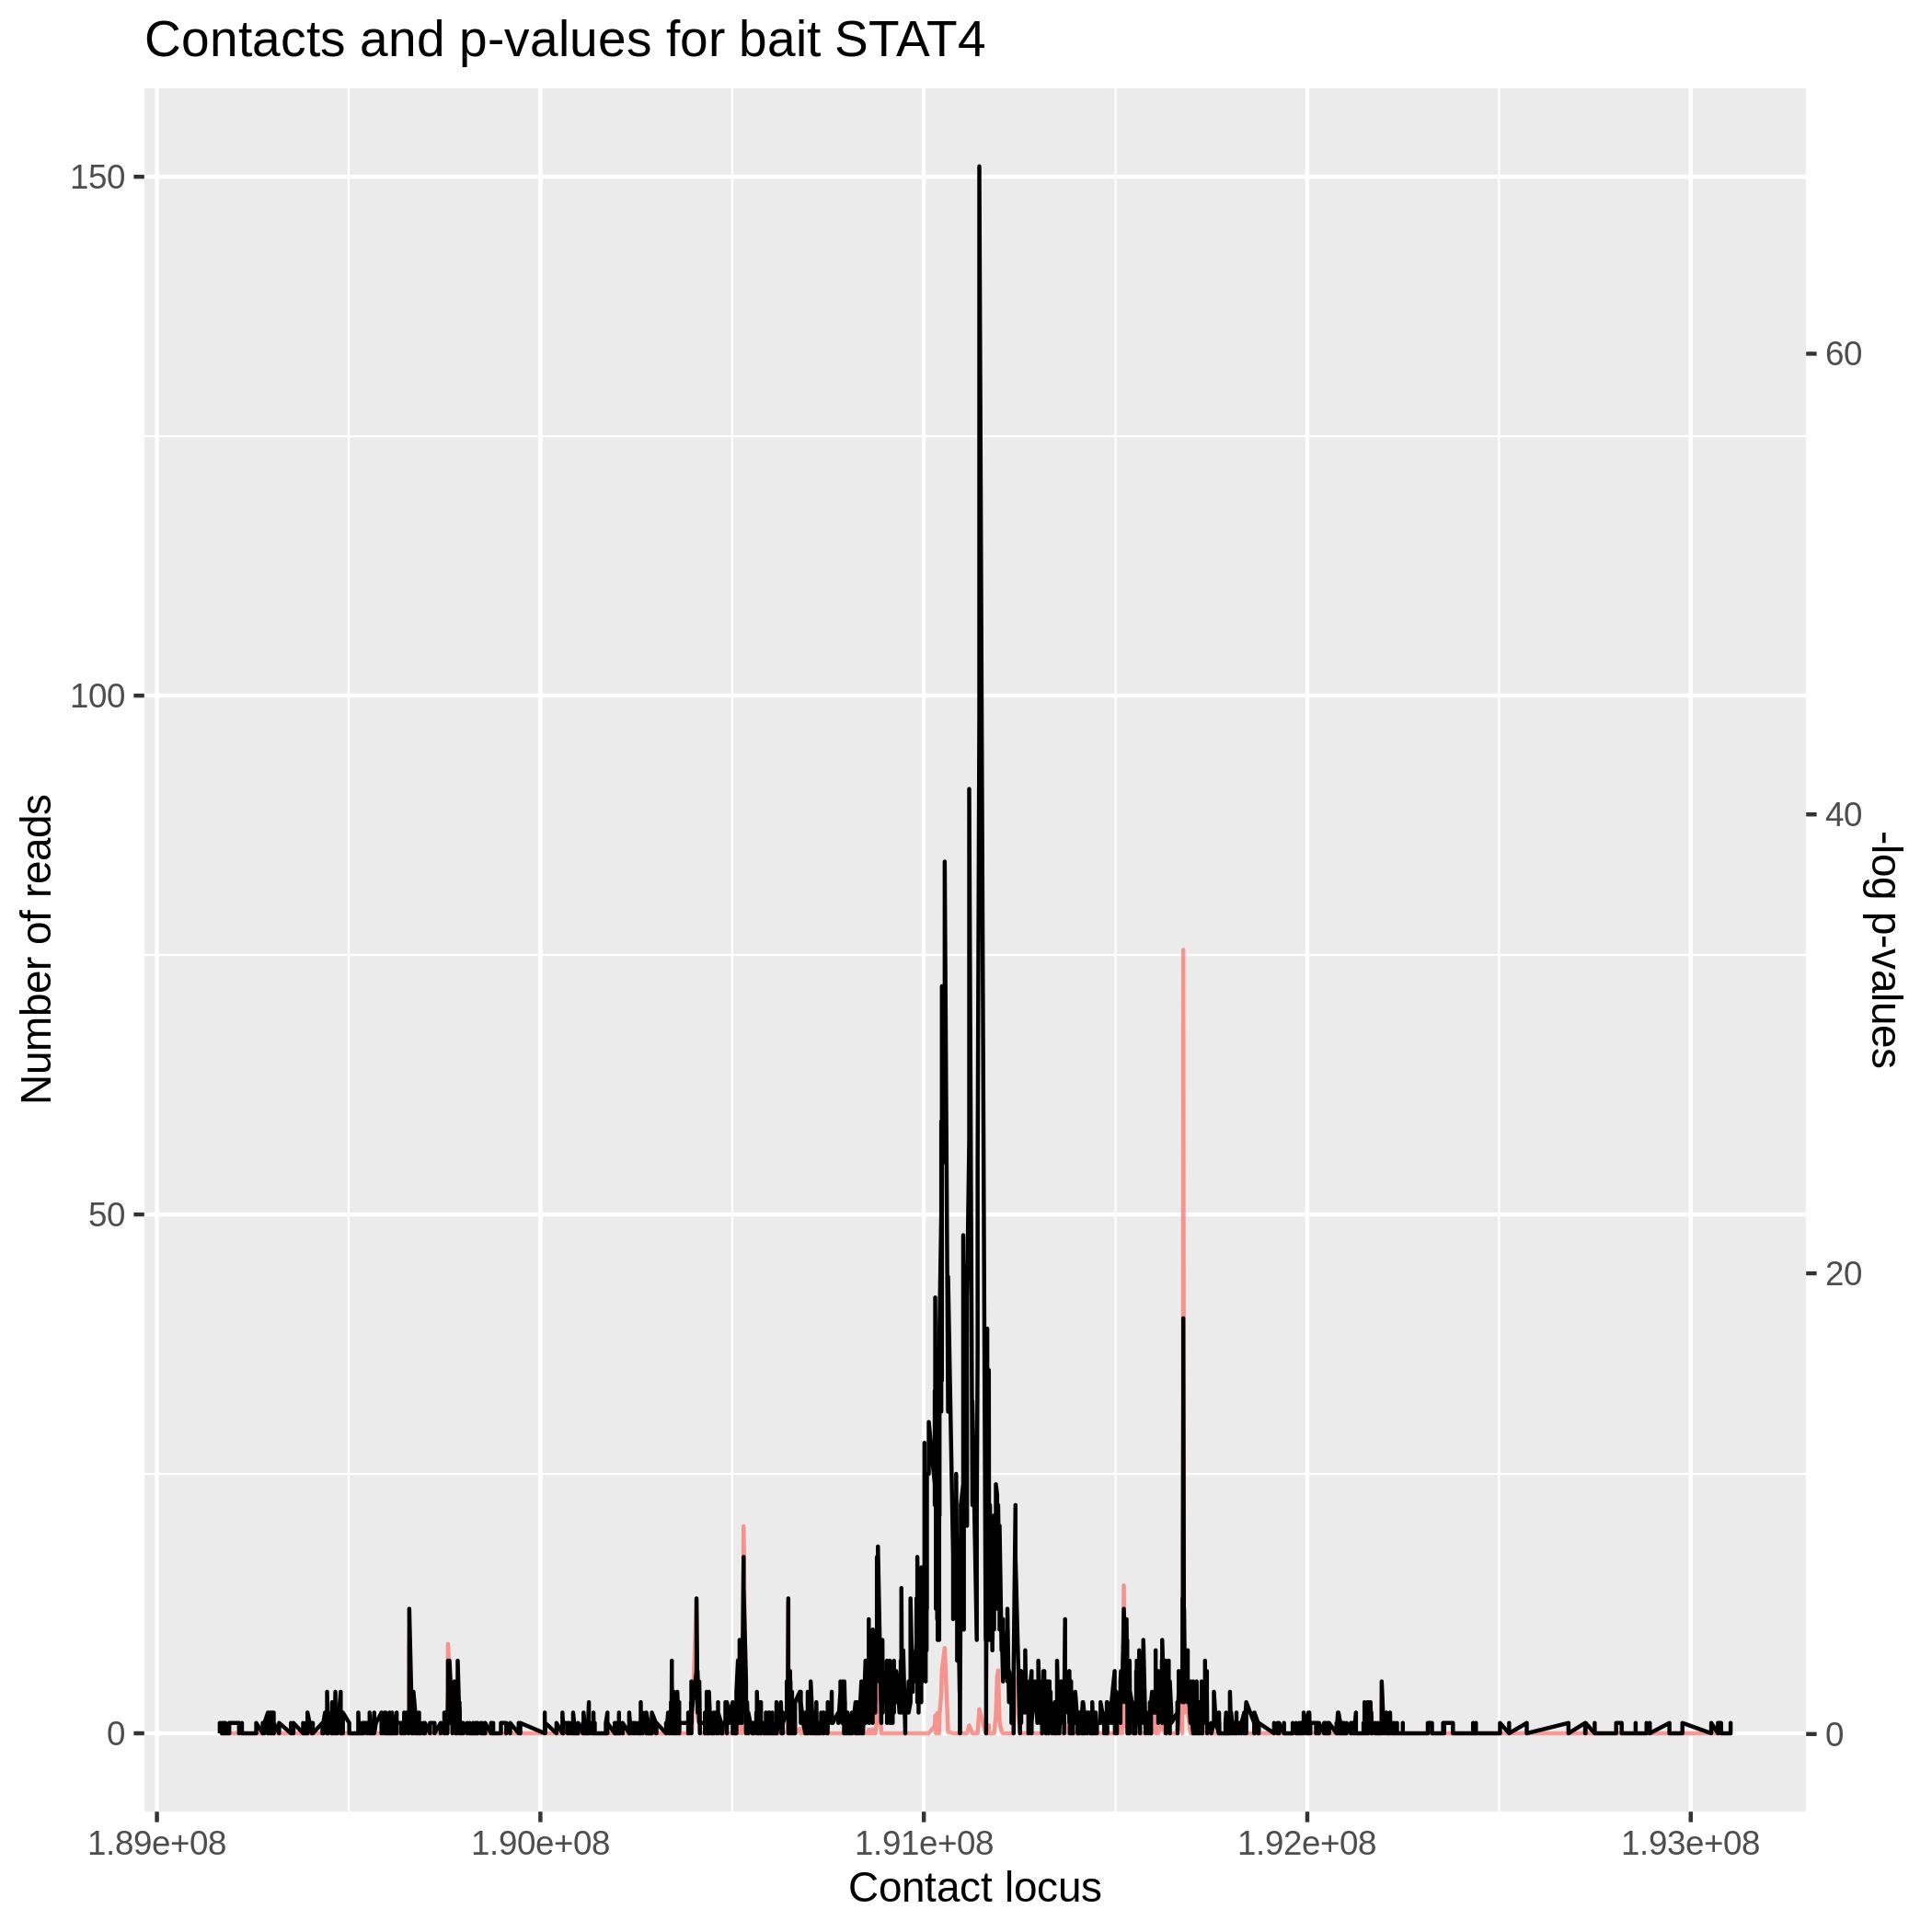 Contacts and p-values for bait STAT4
150
100
50
0
Number of reads
60
40
20
0
-log p-values
1.89e+08
1.90e+08
1.91e+08
1.92e+08
1.93e+08
Contact locus